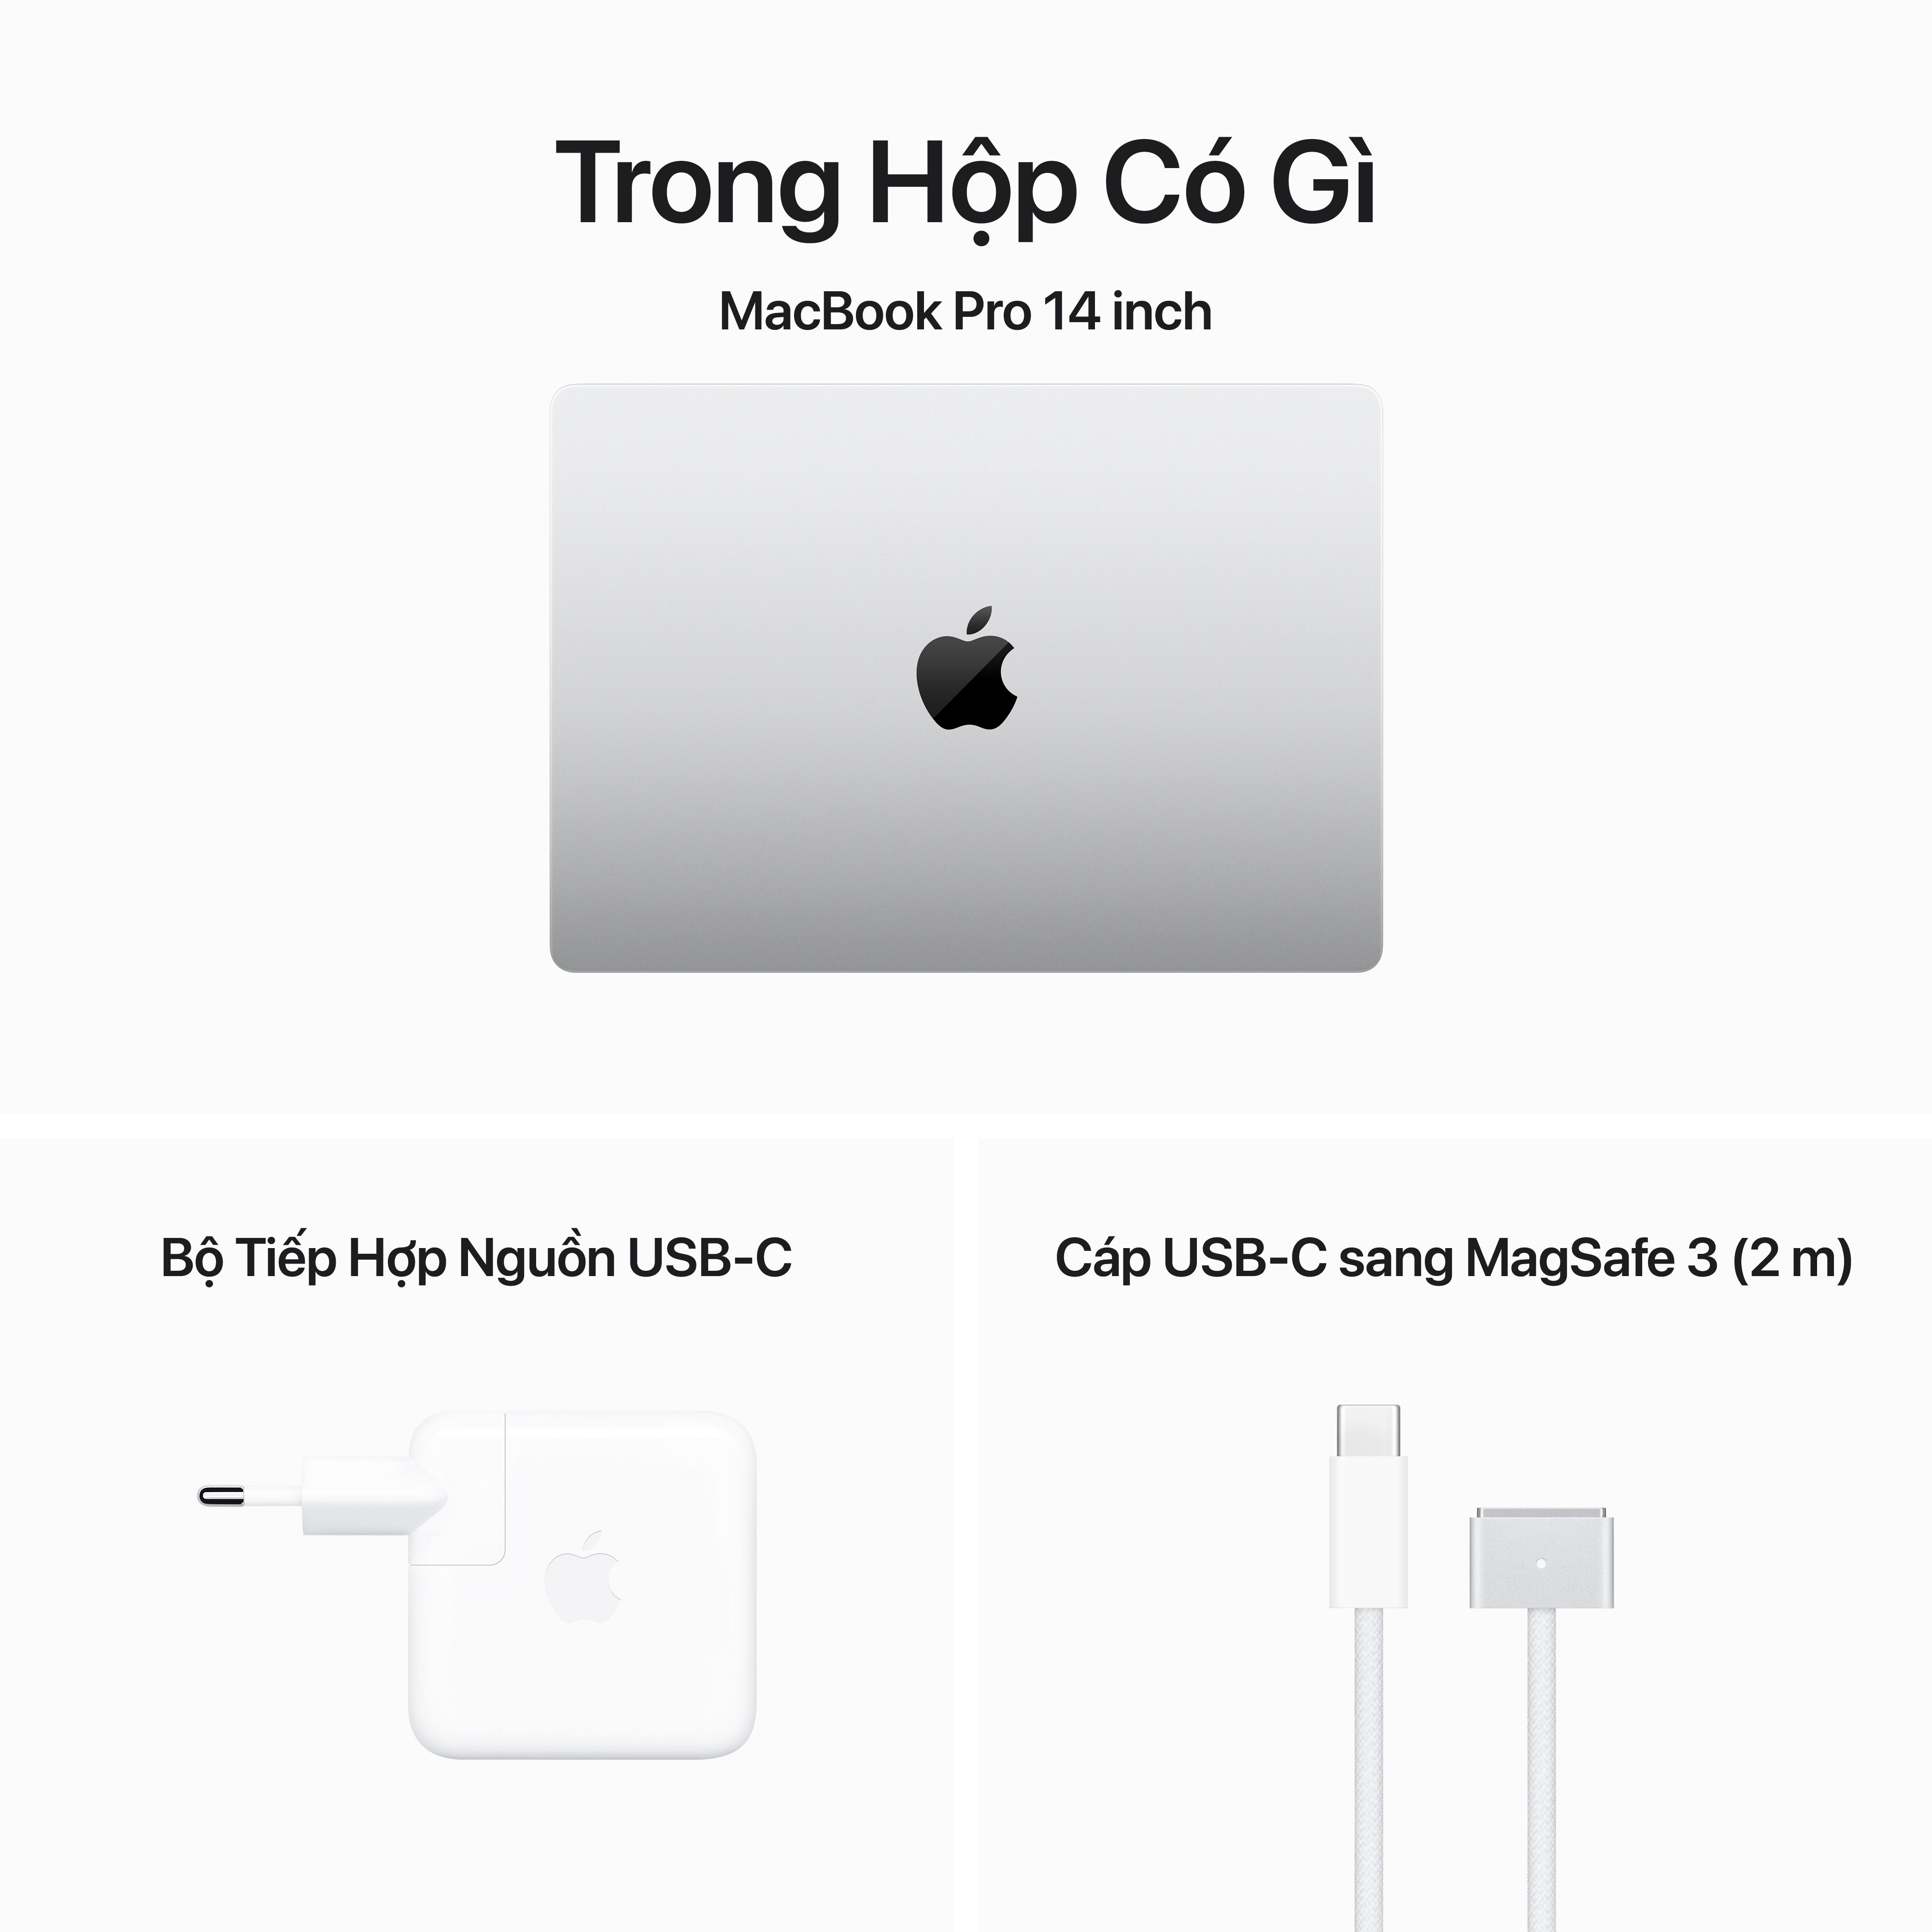 Trong Hộp Có Gì
MacBook Pro 14 inch
Bộ Tiếp Hợp Nguồn USB-C
Cáp USB-C sang MagSafe 3 (2 m)